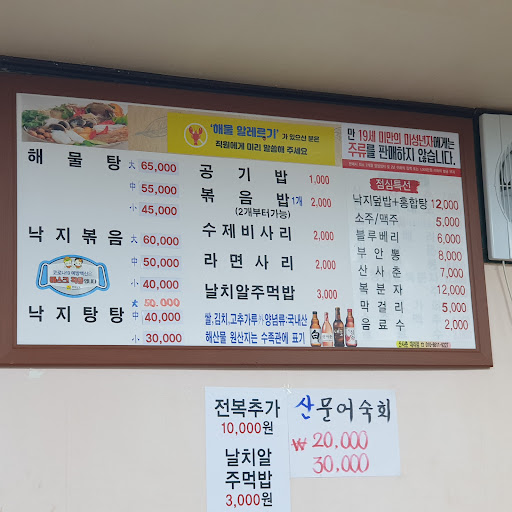 '해물 알레르기'가 있으신 분은
직원에게 미리 말씀해 주세요
만 19세 미만의 미성년자에게는
주류를 판매하지 않습니다.
해물탕 大 65,000
中 55,000
小 45,000
낙지볶음 大 60,000
中 50,000
小 40,000
낙지탕탕 大 50,000
中 40,000
小 30,000
공기밥 1,000
볶음밥 1개 2,000
(2개부터가능)
수제비사리 2,000
라면사리 2,000
날치알주먹밥 3,000
쌀,김치,고추가루 양념류:국내산
해산물 원산지는 수족관에 표기
점심특선
낙지덮밥+홍합탕 12,000
소주/맥주 5,000
블루베리 6,000
부안뽕 8,000
산사춘 7,000
복분자 12,000
막걸리 3,000
음료수 2,000
전복추가
10,000원
날치알
주먹밥
3,000원
산문어숙회
₩ 20,000
30,000